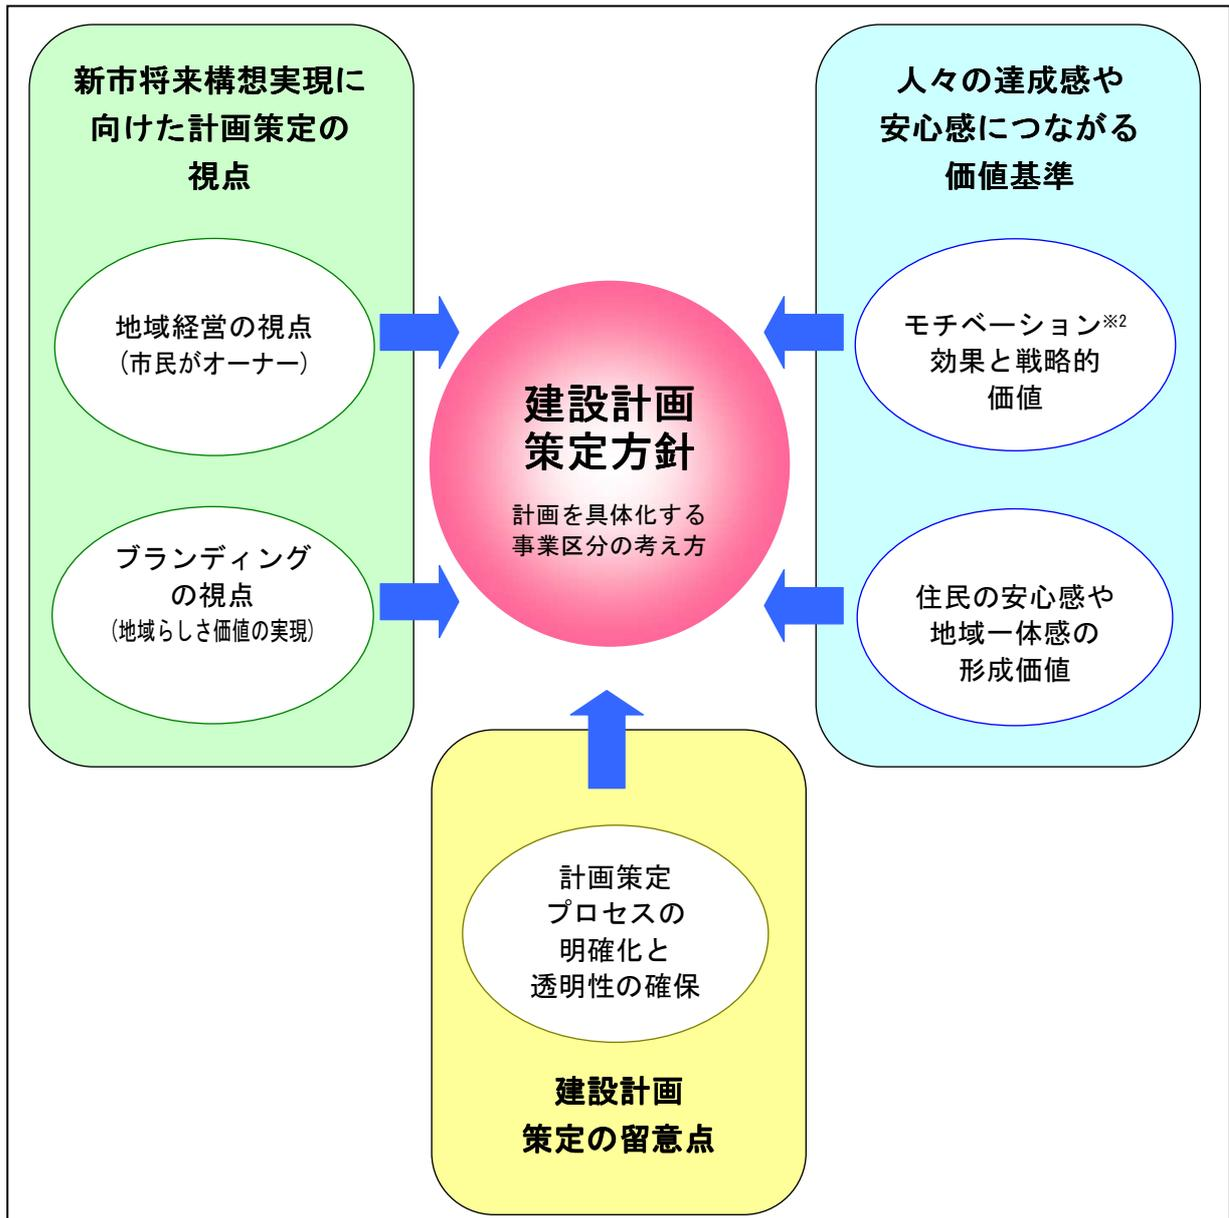 新市将来構想実現に
向けた計画策定の
視点
地域経営の視点
(市民がオーナー)
ブランディング
の視点
(地域らしさ価値の実現)
建設計画
策定方針
計画を具体化する
事業区分の考え方
人々の達成感や
安心感につながる
価値基準
モチベーション※2
効果と戦略的
価値
住民の安心感や
地域一体感の
形成価値
計画策定
プロセスの
明確化と
透明性の確保
建設計画
策定の留意点